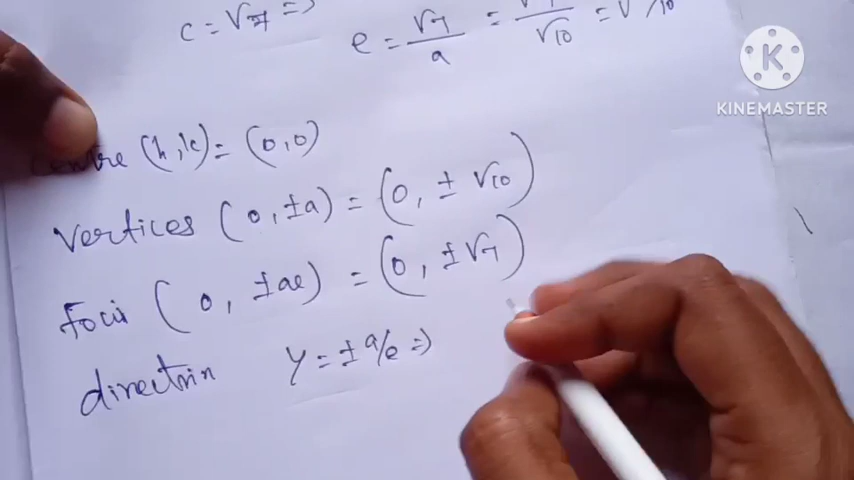 c = √7 =>
e = √7/a = √7/√10 = √7/10
KINEMASTER
centre (h,k) = (0,0)
Vertices (0, ±a) = (0, ± √10)
foci (0, ±ae) = (0, ±√7)
directrix y = ± a/e =>